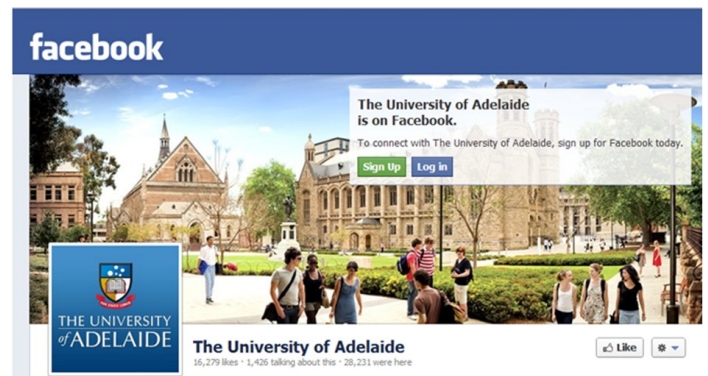 facebook
The University of Adelaide
is on Facebook.
To connect with The University of Adelaide, sign up for Facebook today.
Sign Up Log in
THE UNIVERSITY
of ADELAIDE
The University of Adelaide
16,279 likes · 1,426 talking about this · 28,231 were here
Like